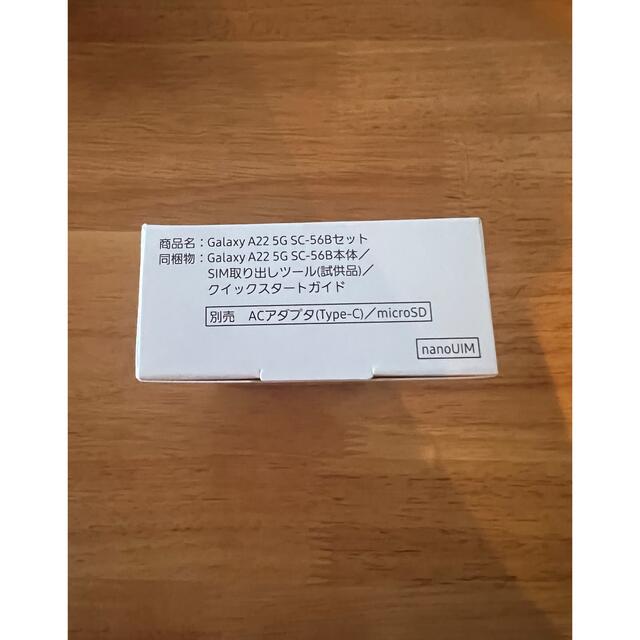 商品名：Galaxy A22 5G SC-56Bセット
同梱物：Galaxy A22 5G SC-56B本体／
SIM取り出しツール(試供品)／
クイックスタートガイド
別売　ACアダプタ(Type-C)／microSD
nanoUIM